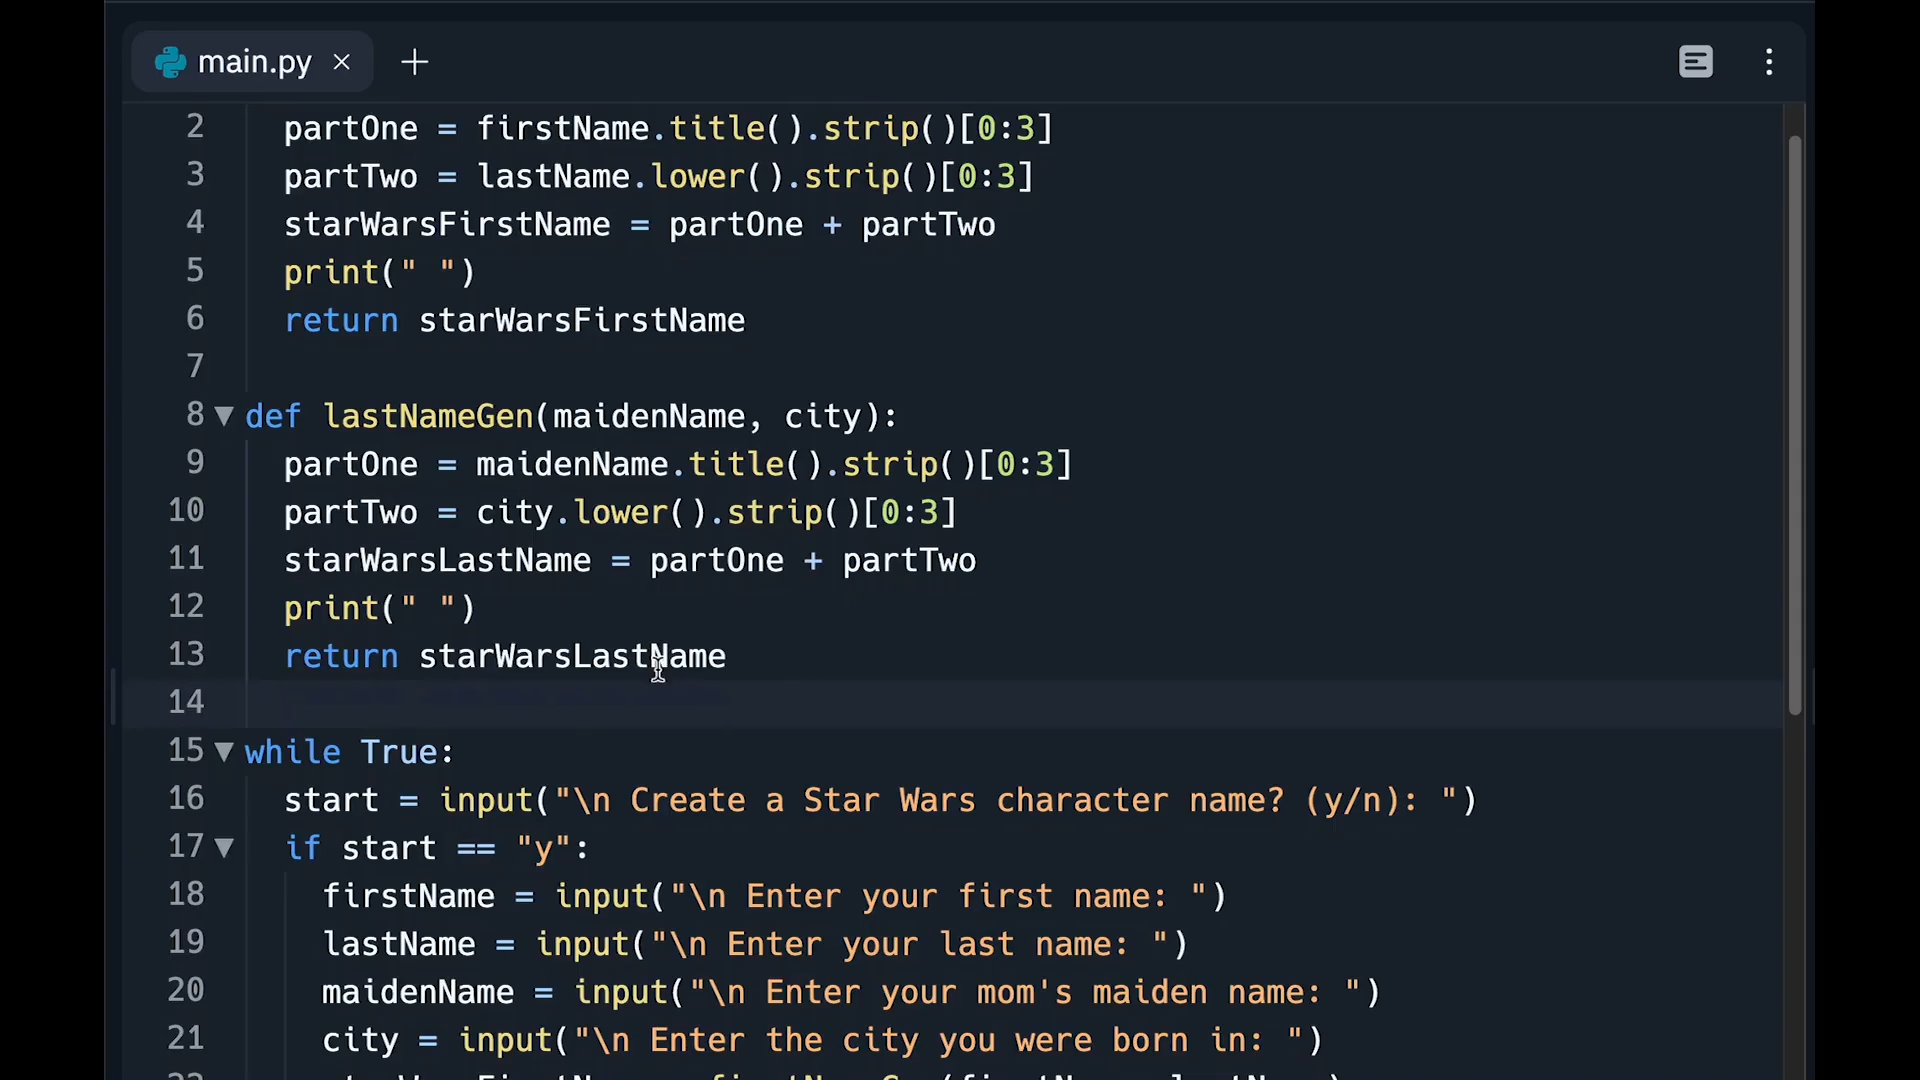 main.py
2 partOne = firstName.title().strip()[0:3]
3 partTwo = lastName.lower().strip()[0:3]
4 starWarsFirstName = partOne + partTwo
5 print(" ")
6 return starWarsFirstName
7
8 def lastNameGen(maidenName, city):
9 partOne = maidenName.title().strip()[0:3]
10 partTwo = city.lower().strip()[0:3]
11 starWarsLastName = partOne + partTwo
12 print(" ")
13 return starWarsLastName
14
15 while True:
16 start = input("\n Create a Star Wars character name? (y/n): ")
17 if start == "y":
18 firstName = input("\n Enter your first name: ")
19 lastName = input("\n Enter your last name: ")
20 maidenName = input("\n Enter your mom's maiden name: ")
21 city = input("\n Enter the city you were born in: ")